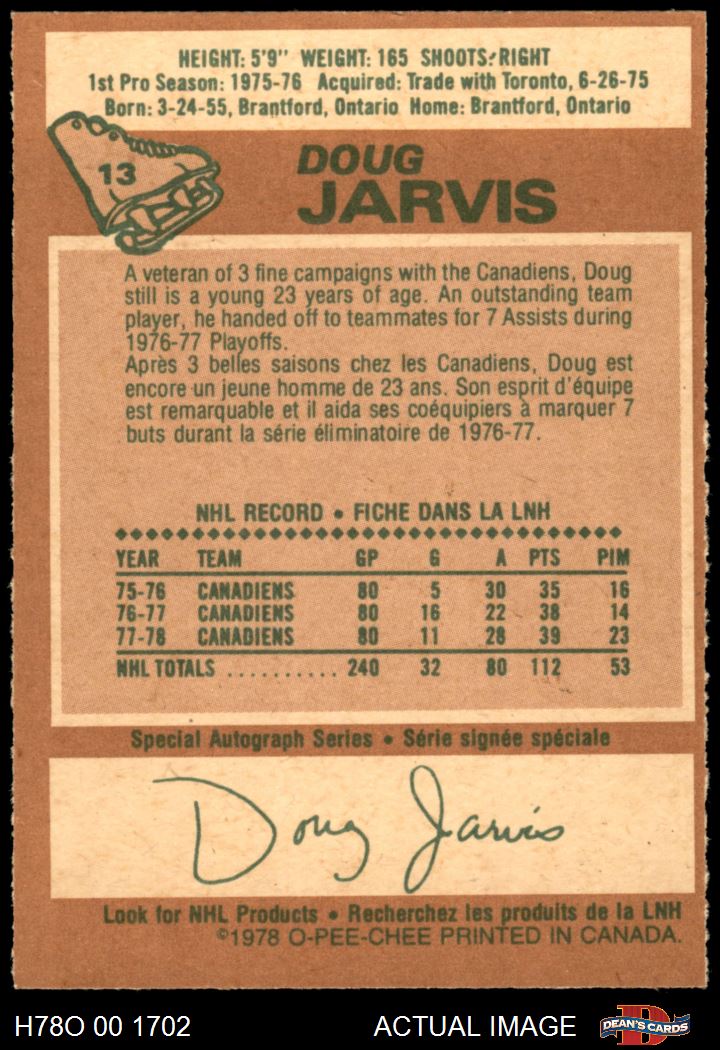 HEIGHT: 5'9" WEIGHT: 165 SHOOTS: RIGHT
1st Pro Season: 1975-76 Acquired: Trade with Toronto, 6-26-75
Born: 3-24-55, Brantford, Ontario Home: Brantford, Ontario
13
DOUG
JARVIS
A veteran of 3 fine campaigns with the Canadiens, Doug
still is a young 23 years of age. An outstanding team
player, he handed off to teammates for 7 Assists during
1976-77 Playoffs.
Après 3 belles saisons chez les Canadiens, Doug est
encore un jeune homme de 23 ans. Son esprit d'équipe
est remarquable et il aida ses coéquipiers à marquer 7
buts durant la série éliminatoire de 1976-77.
NHL RECORD • FICHE DANS LA LNH
YEAR TEAM GP G A PTS PIM
75-76 CANADIENS 80 5 30 35 16
76-77 CANADIENS 80 16 22 38 14
77-78 CANADIENS 80 11 28 39 23
NHL TOTALS .......... 240 32 80 112 53
Special Autograph Series • Série signée spéciale
Doug Jarvis
Look for NHL Products • Recherchez les produits de la LNH
©1978 O-PEE-CHEE PRINTED IN CANADA.
H78O 00 1702 ACTUAL IMAGE DEAN'S CARDS